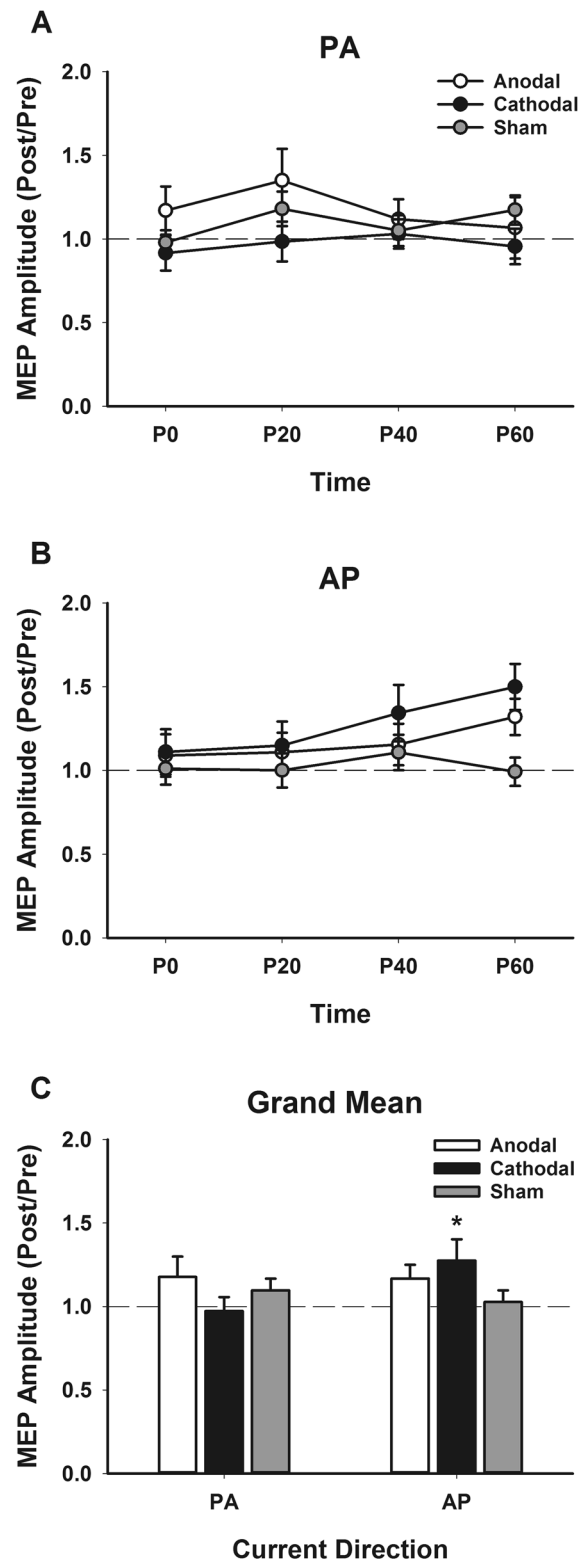 A
PA
Anodal
Cathodal
Sham
MEP Amplitude (Post/Pre)
2.0
1.5
1.0
0.5
0.0
P0 P20 P40 P60
Time
B
AP
MEP Amplitude (Post/Pre)
2.0
1.5
1.0
0.5
0.0
P0 P20 P40 P60
Time
C
Grand Mean
Anodal
Cathodal
Sham
MEP Amplitude (Post/Pre)
2.0
1.5
1.0
0.5
0.0
*
PA AP
Current Direction